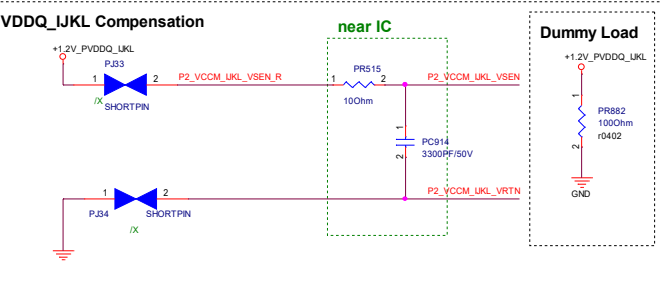 VDDQ_IJKL Compensation
near IC
Dummy Load
+1.2V_PVDDQ_IJKL
PJ33
1
2
P2_VCCM_IJKL_VSEN_R
/X
SHORTPIN
PR515
1
2
10Ohm
P2_VCCM_IJKL_VSEN
1
2
PC914
3300PF/50V
P2_VCCM_IJKL_VRTN
1
2
PJ34
SHORTPIN
/X
+1.2V_PVDDQ_IJKL
1
PR882
100Ohm
r0402
2
GND